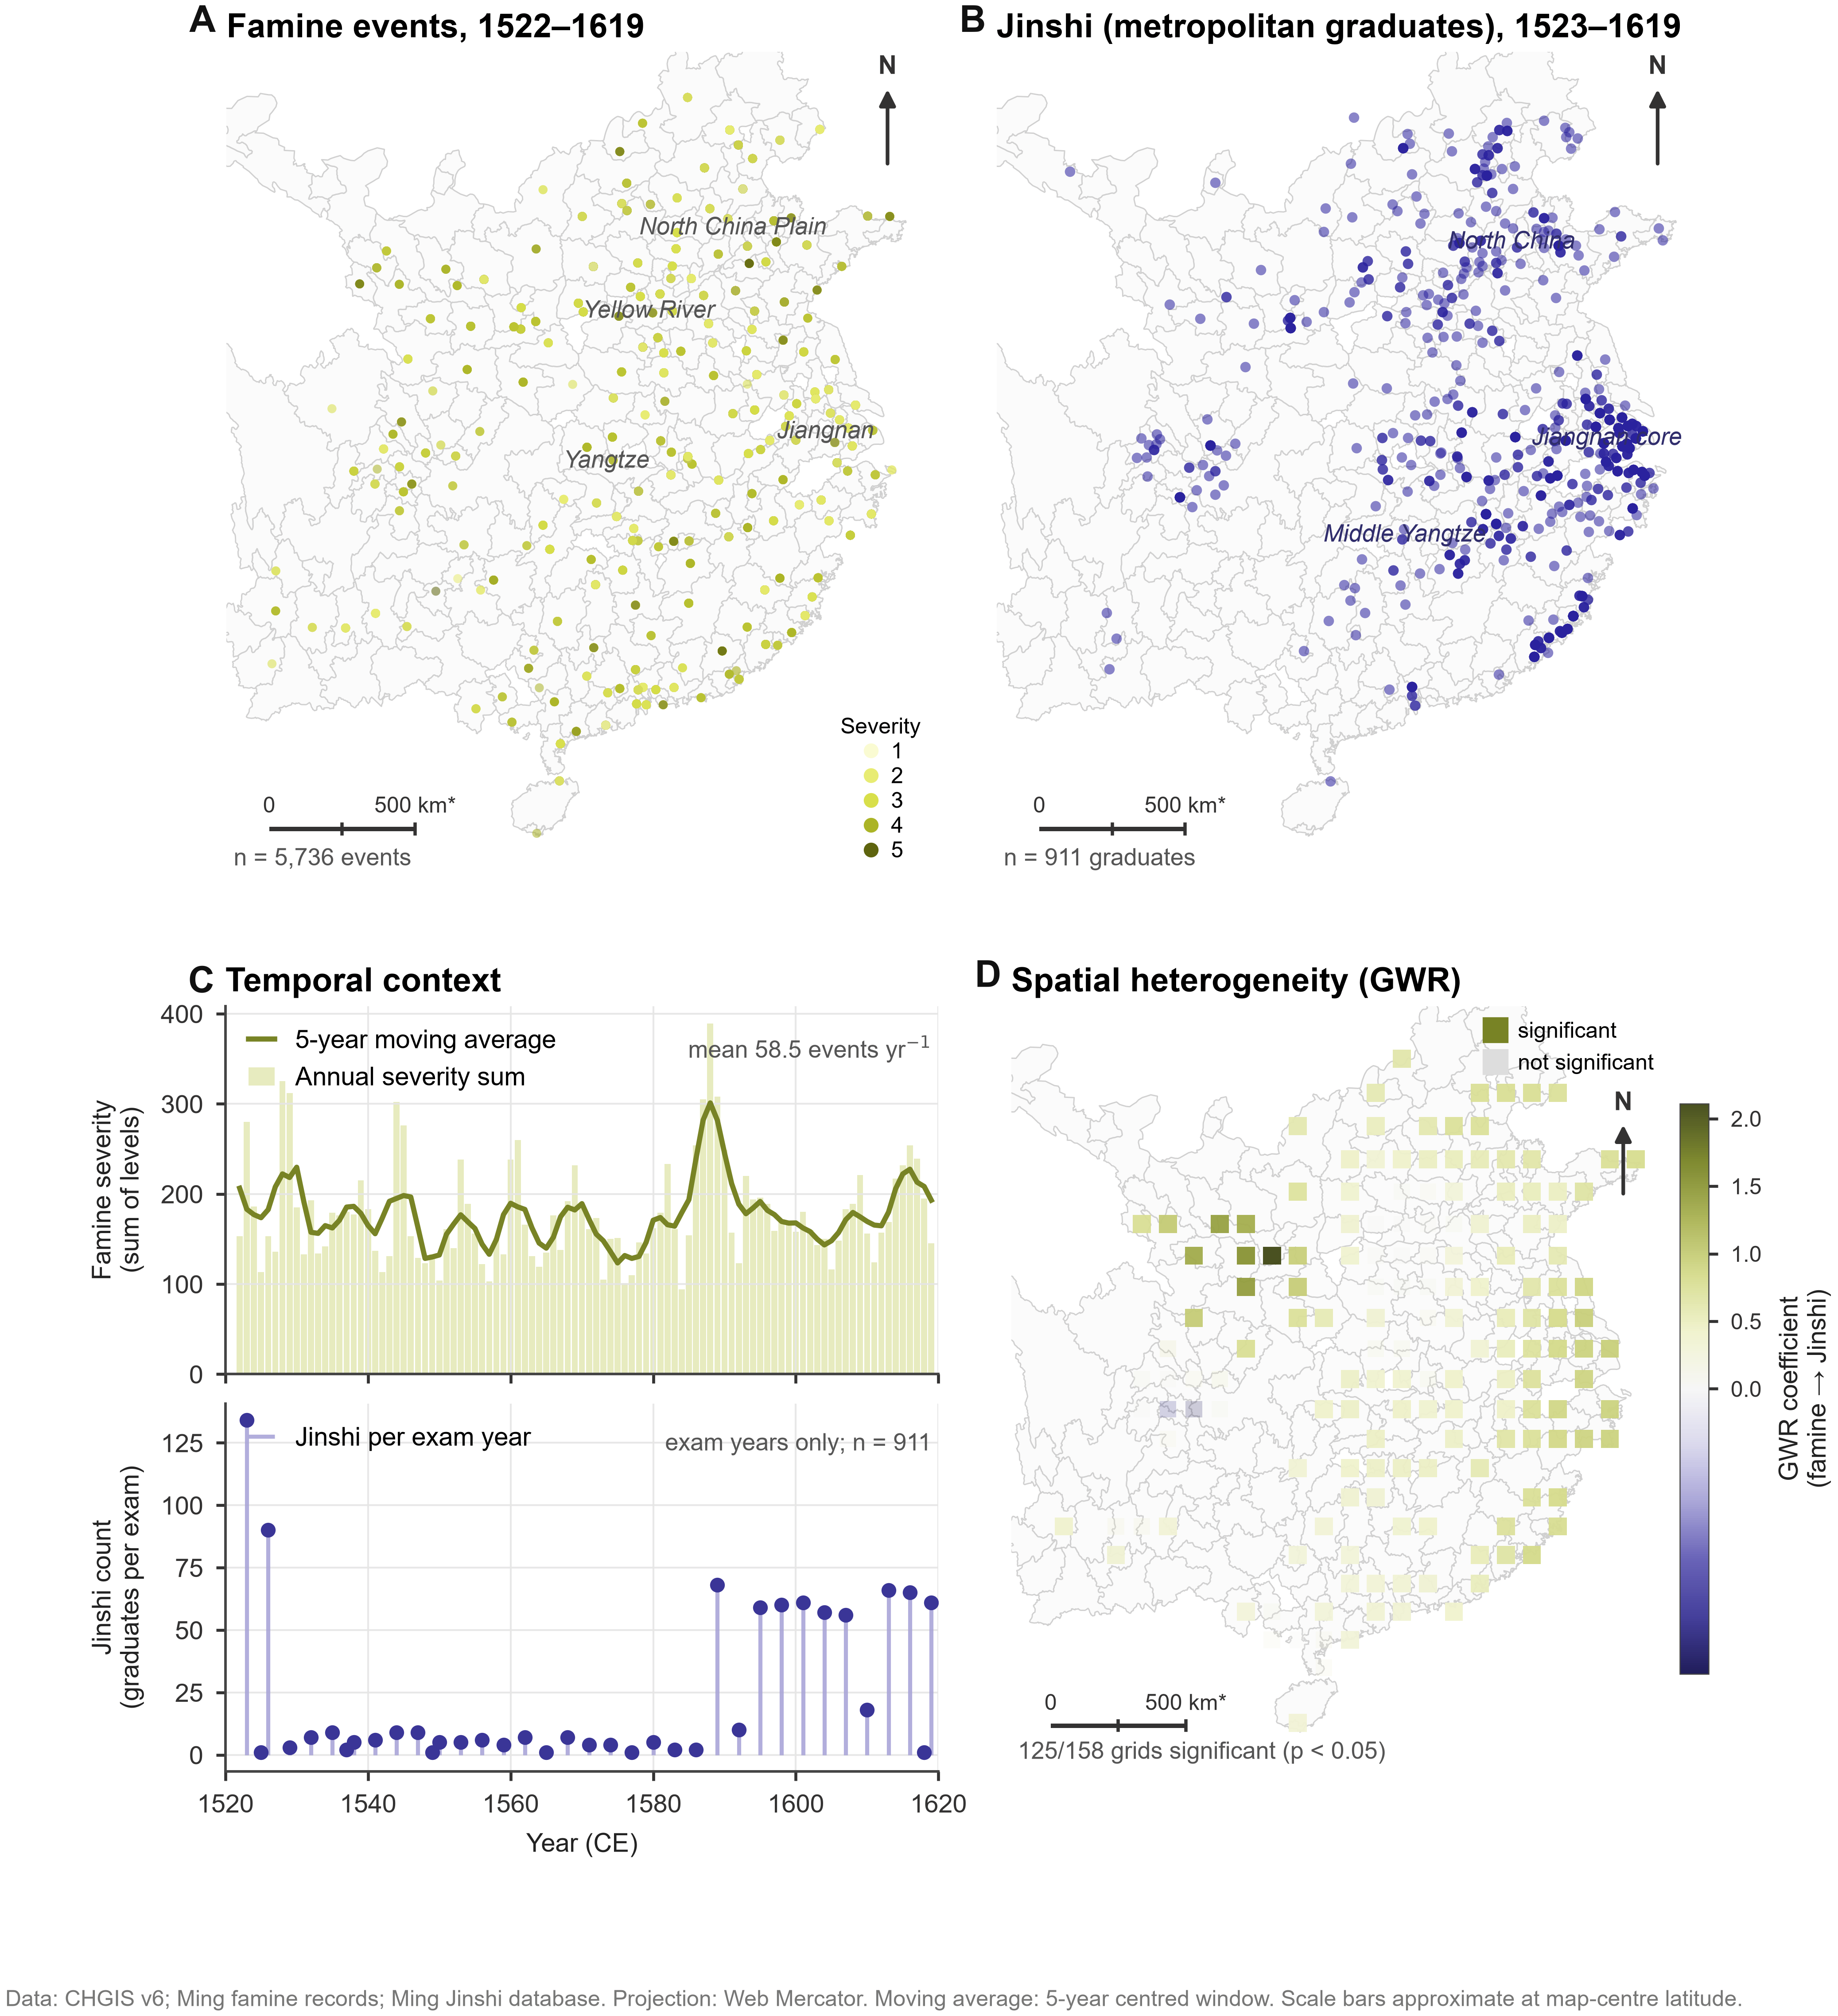 A Famine events, 1522–1619
N
North China Plain
Yellow River
Jiangnan
Yangtze
Severity
1
2
3
4
5
0 500 km*
n = 5,736 events
B Jinshi (metropolitan graduates), 1523–1619
N
North China
Jiangnan core
Middle Yangtze
0 500 km*
n = 911 graduates
C Temporal context
400
300
200
100
0
Famine severity
(sum of levels)
5-year moving average
Annual severity sum
mean 58.5 events yr⁻¹
125
100
75
50
25
0
Jinshi count
(graduates per exam)
Jinshi per exam year
exam years only; n = 911
1520 1540 1560 1580 1600 1620
Year (CE)
D Spatial heterogeneity (GWR)
significant
not significant
N
2.0
1.5
1.0
0.5
0.0
GWR coefficient
(famine → Jinshi)
0 500 km*
125/158 grids significant (p < 0.05)
Data: CHGIS v6; Ming famine records; Ming Jinshi database. Projection: Web Mercator. Moving average: 5-year centred window. Scale bars approximate at map-centre latitude.